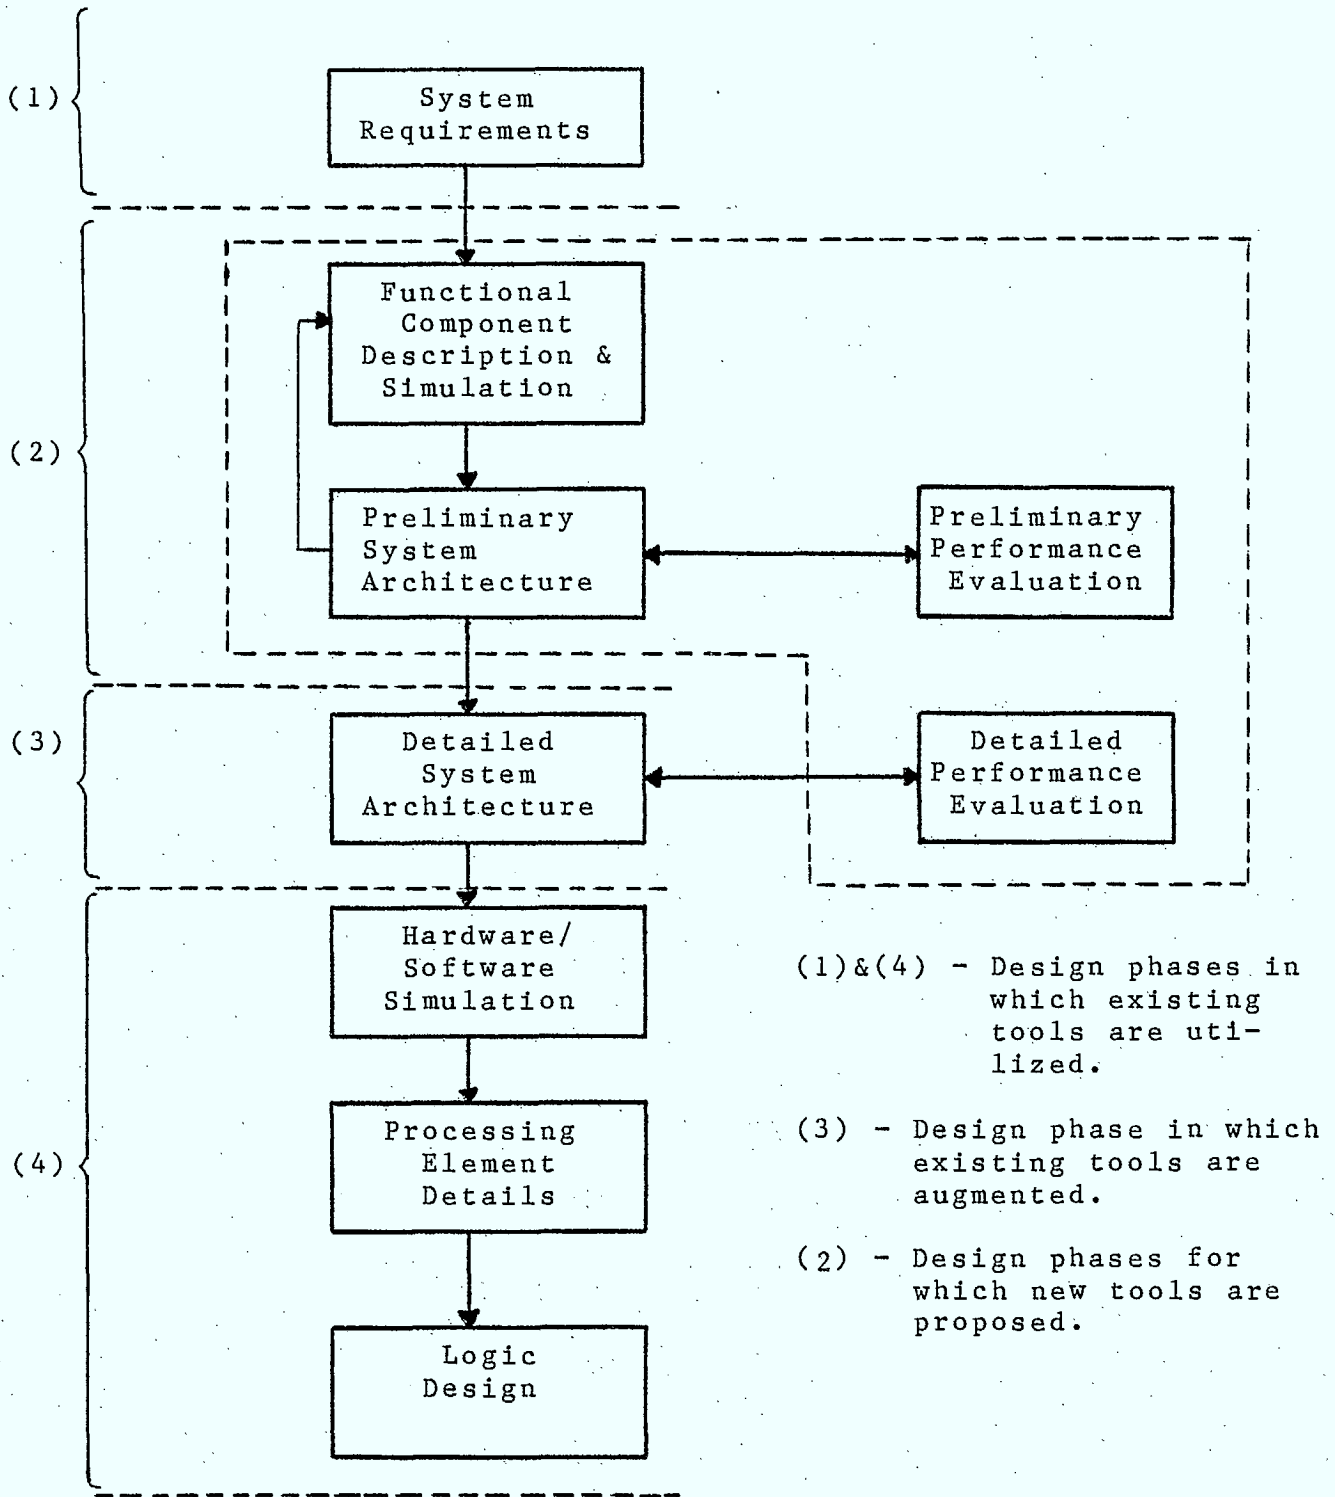 (1)
System
Requirements
(2)
Functional
Component
Description &
Simulation
Preliminary
System
Architecture
Preliminary
Performance
Evaluation
(3)
Detailed
System
Architecture
Detailed
Performance
Evaluation
(4)
Hardware/
Software
Simulation
Processing
Element
Details
Logic
Design
(1)&(4) - Design phases in
which existing
tools are uti-
lized.
(3) - Design phase in which
existing tools are
augmented.
(2) - Design phases for
which new tools are
proposed.